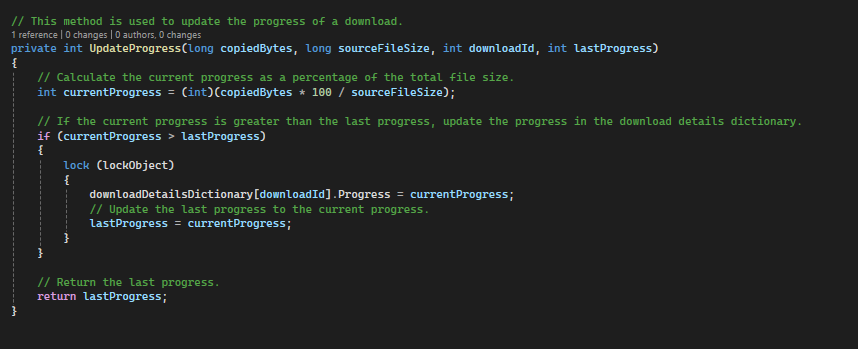 // This method is used to update the progress of a download.
1 reference | 0 changes | 0 authors, 0 changes
private int UpdateProgress(long copiedBytes, long sourceFileSize, int downloadId, int lastProgress)
{
// Calculate the current progress as a percentage of the total file size.
int currentProgress = (int)(copiedBytes * 100 / sourceFileSize);
// If the current progress is greater than the last progress, update the progress in the download details dictionary.
if (currentProgress > lastProgress)
{
lock (lockObject)
{
downloadDetailsDictionary[downloadId].Progress = currentProgress;
// Update the last progress to the current progress.
lastProgress = currentProgress;
}
}
// Return the last progress.
return lastProgress;
}